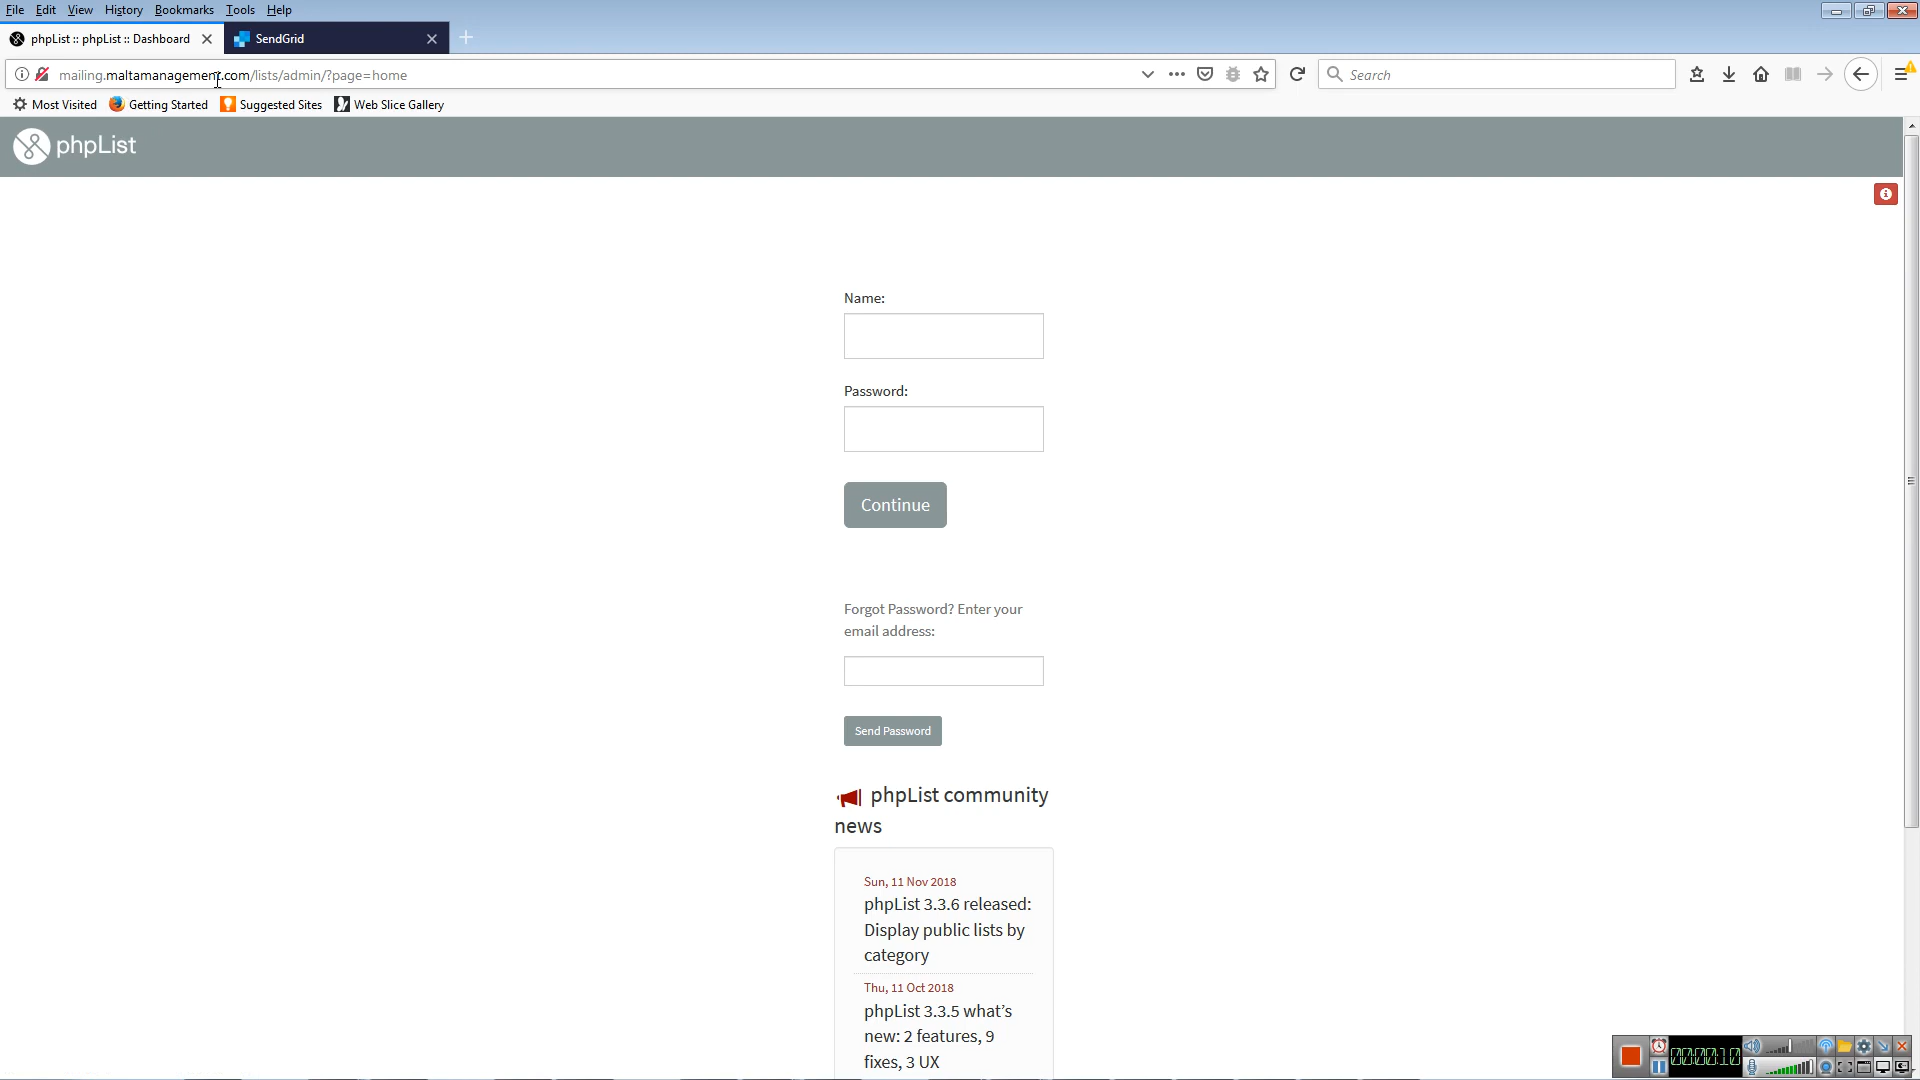 File Edit View History Bookmarks Tools Help
phpList :: phpList :: Dashboard
SendGrid
mailing.maltamanagement.com/lists/admin/?page=home
Search
Most Visited Getting Started Suggested Sites Web Slice Gallery
phpList
Name:
Password:
Continue
Forgot Password? Enter your
email address:
Send Password
phpList community
news
Sun, 11 Nov 2018
phpList 3.3.6 released:
Display public lists by
category
Thu, 11 Oct 2018
phpList 3.3.5 what’s
new: 2 features, 9
fixes, 3 UX
00:00:10